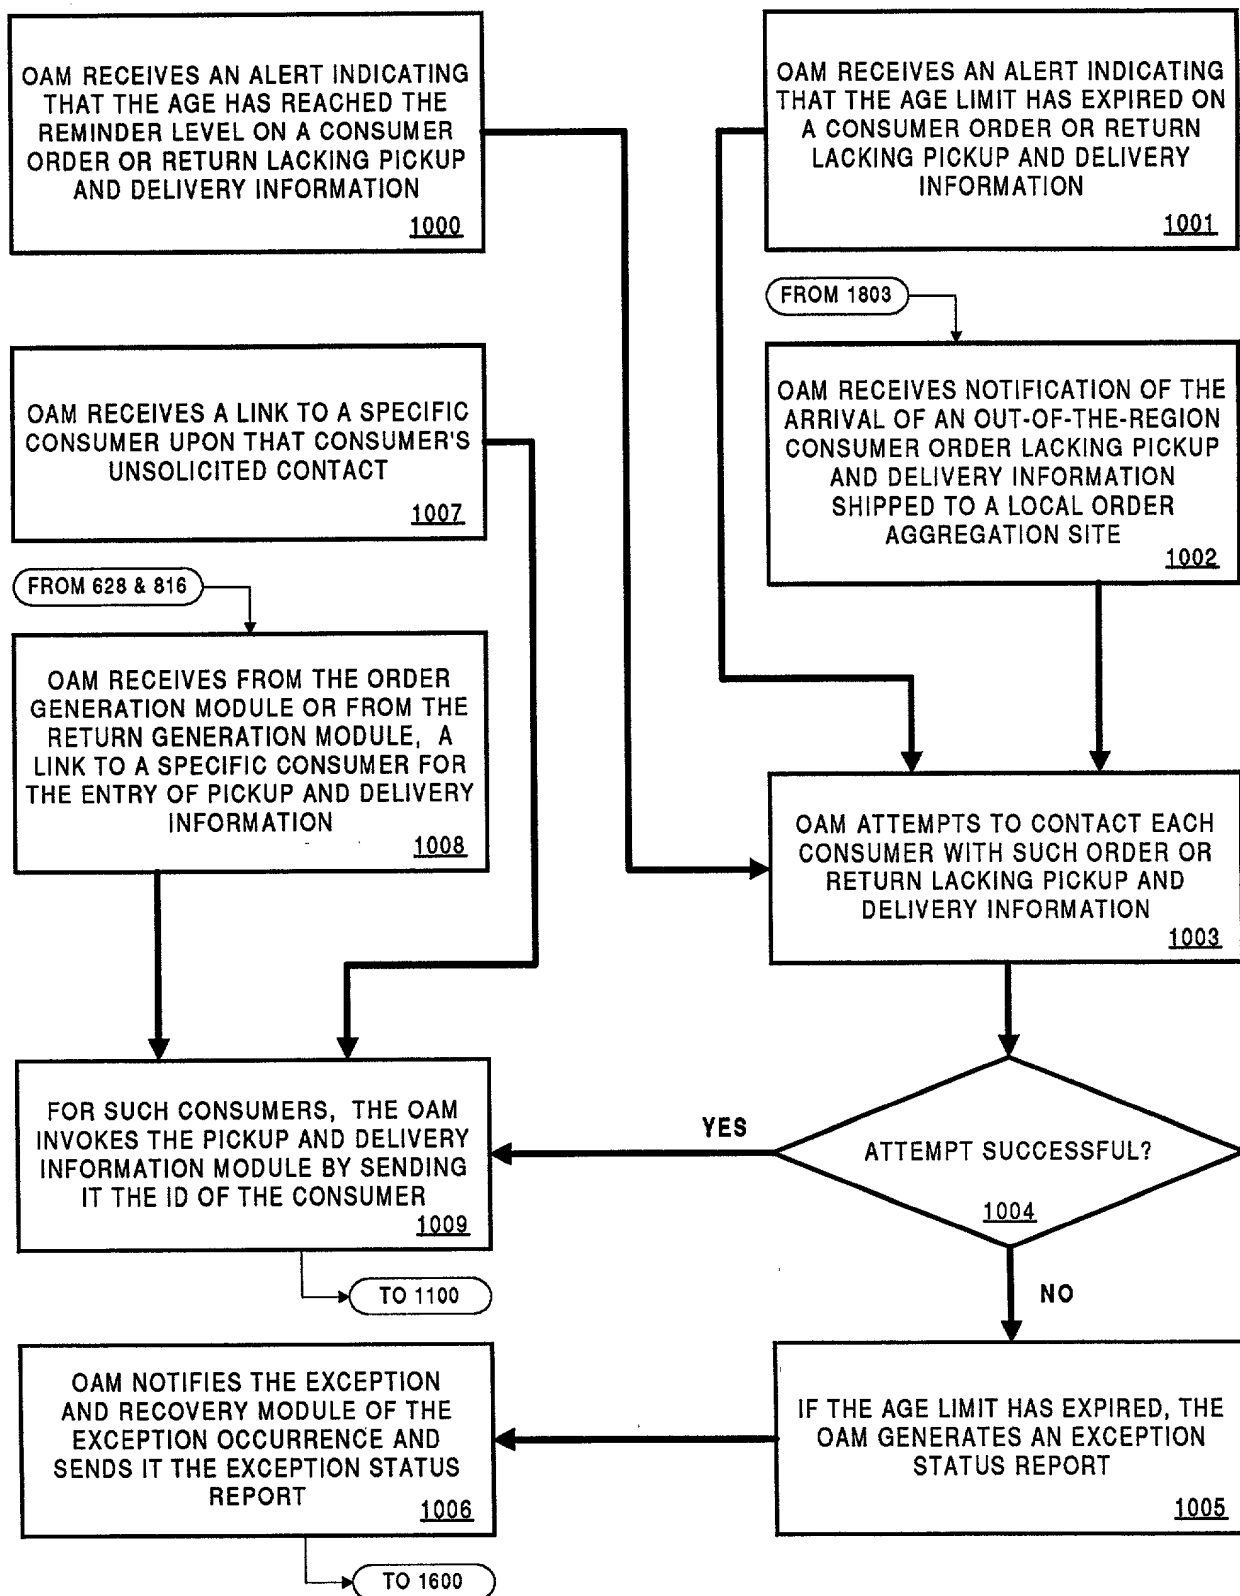 OAM RECEIVES AN ALERT INDICATING
THAT THE AGE HAS REACHED THE
REMINDER LEVEL ON A CONSUMER
ORDER OR RETURN LACKING PICKUP
AND DELIVERY INFORMATION
1000
OAM RECEIVES AN ALERT INDICATING
THAT THE AGE LIMIT HAS EXPIRED ON
A CONSUMER ORDER OR RETURN
LACKING PICKUP AND DELIVERY
INFORMATION
1001
FROM 1803
OAM RECEIVES A LINK TO A SPECIFIC
CONSUMER UPON THAT CONSUMER'S
UNSOLICITED CONTACT
1007
OAM RECEIVES NOTIFICATION OF THE
ARRIVAL OF AN OUT-OF-THE-REGION
CONSUMER ORDER LACKING PICKUP
AND DELIVERY INFORMATION
SHIPPED TO A LOCAL ORDER
AGGREGATION SITE
1002
FROM 628 & 816
OAM RECEIVES FROM THE ORDER
GENERATION MODULE OR FROM THE
RETURN GENERATION MODULE, A
LINK TO A SPECIFIC CONSUMER FOR
THE ENTRY OF PICKUP AND DELIVERY
INFORMATION
1008
OAM ATTEMPTS TO CONTACT EACH
CONSUMER WITH SUCH ORDER OR
RETURN LACKING PICKUP AND
DELIVERY INFORMATION
1003
FOR SUCH CONSUMERS, THE OAM
INVOKES THE PICKUP AND DELIVERY
INFORMATION MODULE BY SENDING
IT THE ID OF THE CONSUMER
1009
YES
ATTEMPT SUCCESSFUL?
1004
TO 1100
NO
OAM NOTIFIES THE EXCEPTION
AND RECOVERY MODULE OF THE
EXCEPTION OCCURRENCE AND
SENDS IT THE EXCEPTION STATUS
REPORT
1006
IF THE AGE LIMIT HAS EXPIRED, THE
OAM GENERATES AN EXCEPTION
STATUS REPORT
1005
TO 1600